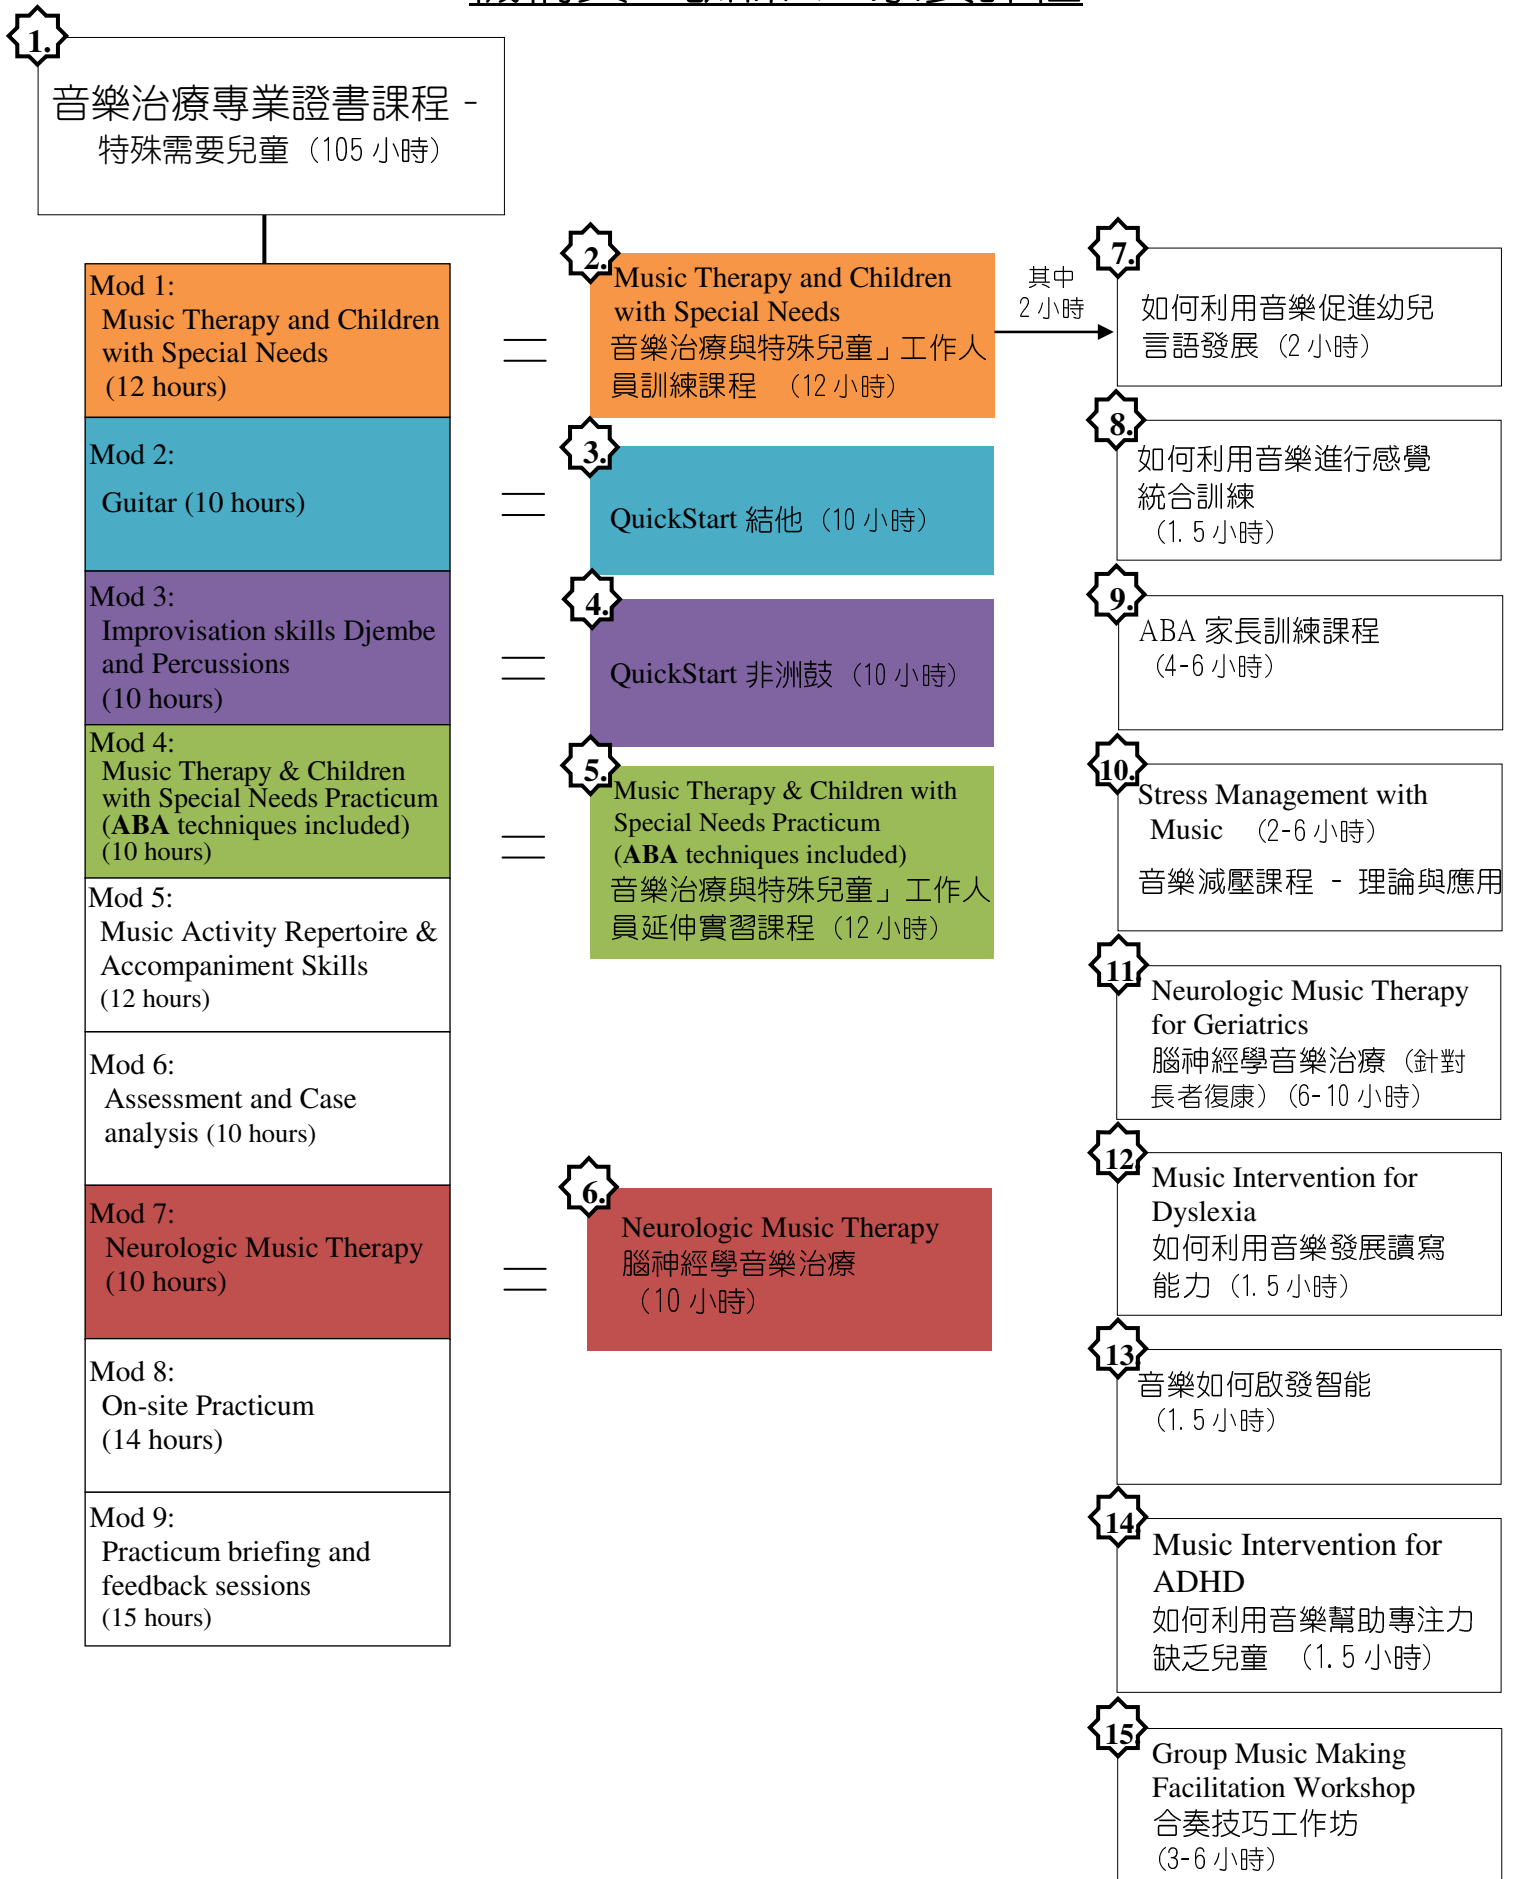 1.
音樂治療專業證書課程 -
特殊需要兒童（105 小時）
Mod 1:
Music Therapy and Children
with Special Needs
(12 hours)
Mod 2:
Guitar (10 hours)
Mod 3:
Improvisation skills Djembe
and Percussions
(10 hours)
Mod 4:
Music Therapy & Children
with Special Needs Practicum
(ABA techniques included)
(10 hours)
Mod 5:
Music Activity Repertoire &
Accompaniment Skills
(12 hours)
Mod 6:
Assessment and Case
analysis (10 hours)
Mod 7:
Neurologic Music Therapy
(10 hours)
Mod 8:
On-site Practicum
(14 hours)
Mod 9:
Practicum briefing and
feedback sessions
(15 hours)
2.
Music Therapy and Children
with Special Needs
音樂治療與特殊兒童」工作人
員訓練課程 （12 小時）
3.
QuickStart 結他（10 小時）
4.
QuickStart 非洲鼓（10 小時）
5.
Music Therapy & Children with
Special Needs Practicum
(ABA techniques included)
音樂治療與特殊兒童」工作人
員延伸實習課程（12 小時）
6.
Neurologic Music Therapy
腦神經學音樂治療
（10 小時）
其中
2 小時
7.
如何利用音樂促進幼兒
言語發展（2 小時）
8.
如何利用音樂進行感覺
統合訓練
（1.5 小時）
9.
ABA 家長訓練課程
（4-6 小時）
10.
Stress Management with
Music （2-6 小時）
音樂減壓課程 - 理論與應用
11
Neurologic Music Therapy
for Geriatrics
腦神經學音樂治療（針對
長者復康）（6-10 小時）
12
Music Intervention for
Dyslexia
如何利用音樂發展讀寫
能力（1.5 小時）
13
音樂如何啟發智能
（1.5 小時）
14
Music Intervention for
ADHD
如何利用音樂幫助專注力
缺乏兒童 （1.5 小時）
15
Group Music Making
Facilitation Workshop
合奏技巧工作坊
（3-6 小時）